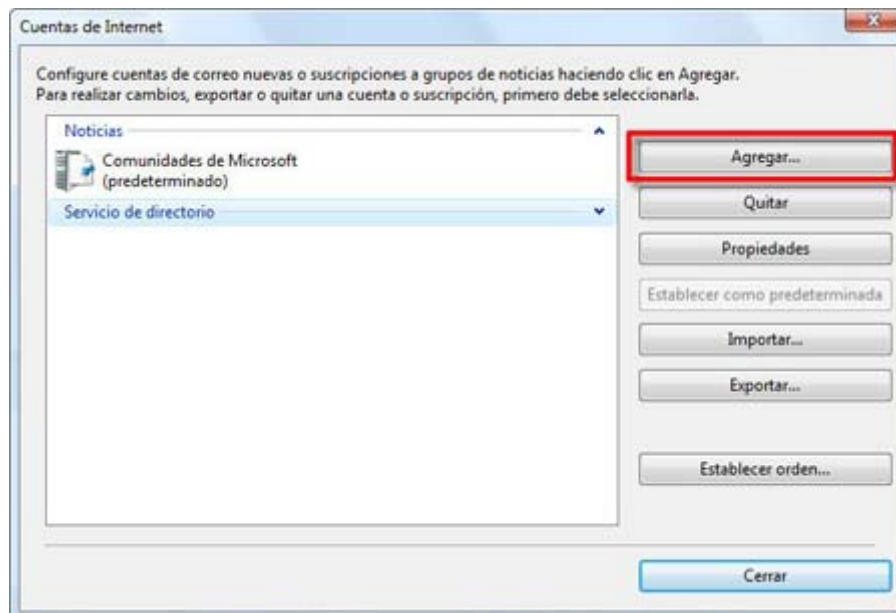 Cuentas de Internet
Configure cuentas de correo nuevas o suscripciones a grupos de noticias haciendo clic en Agregar.
Para realizar cambios, exportar o quitar una cuenta o suscripción, primero debe seleccionarla.
Noticias
Comunidades de Microsoft
(predeterminado)
Servicio de directorio
Agregar...
Quitar
Propiedades
Establecer como predeterminada
Importar...
Exportar...
Establecer orden...
Cerrar